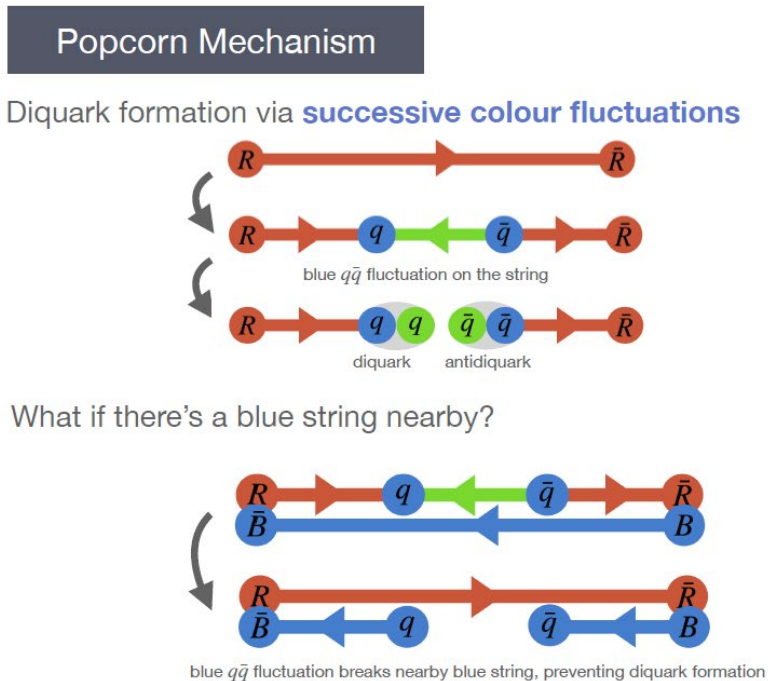 Popcorn Mechanism
Diquark formation via successive colour fluctuations
R R̄
R q q̄ R̄
blue qq̄ fluctuation on the string
R q q q̄ q̄ R̄
diquark antidiquark
What if there's a blue string nearby?
R q q̄ R̄
B̄ B
R R̄
B̄ q q̄ B
blue qq̄ fluctuation breaks nearby blue string, preventing diquark formation